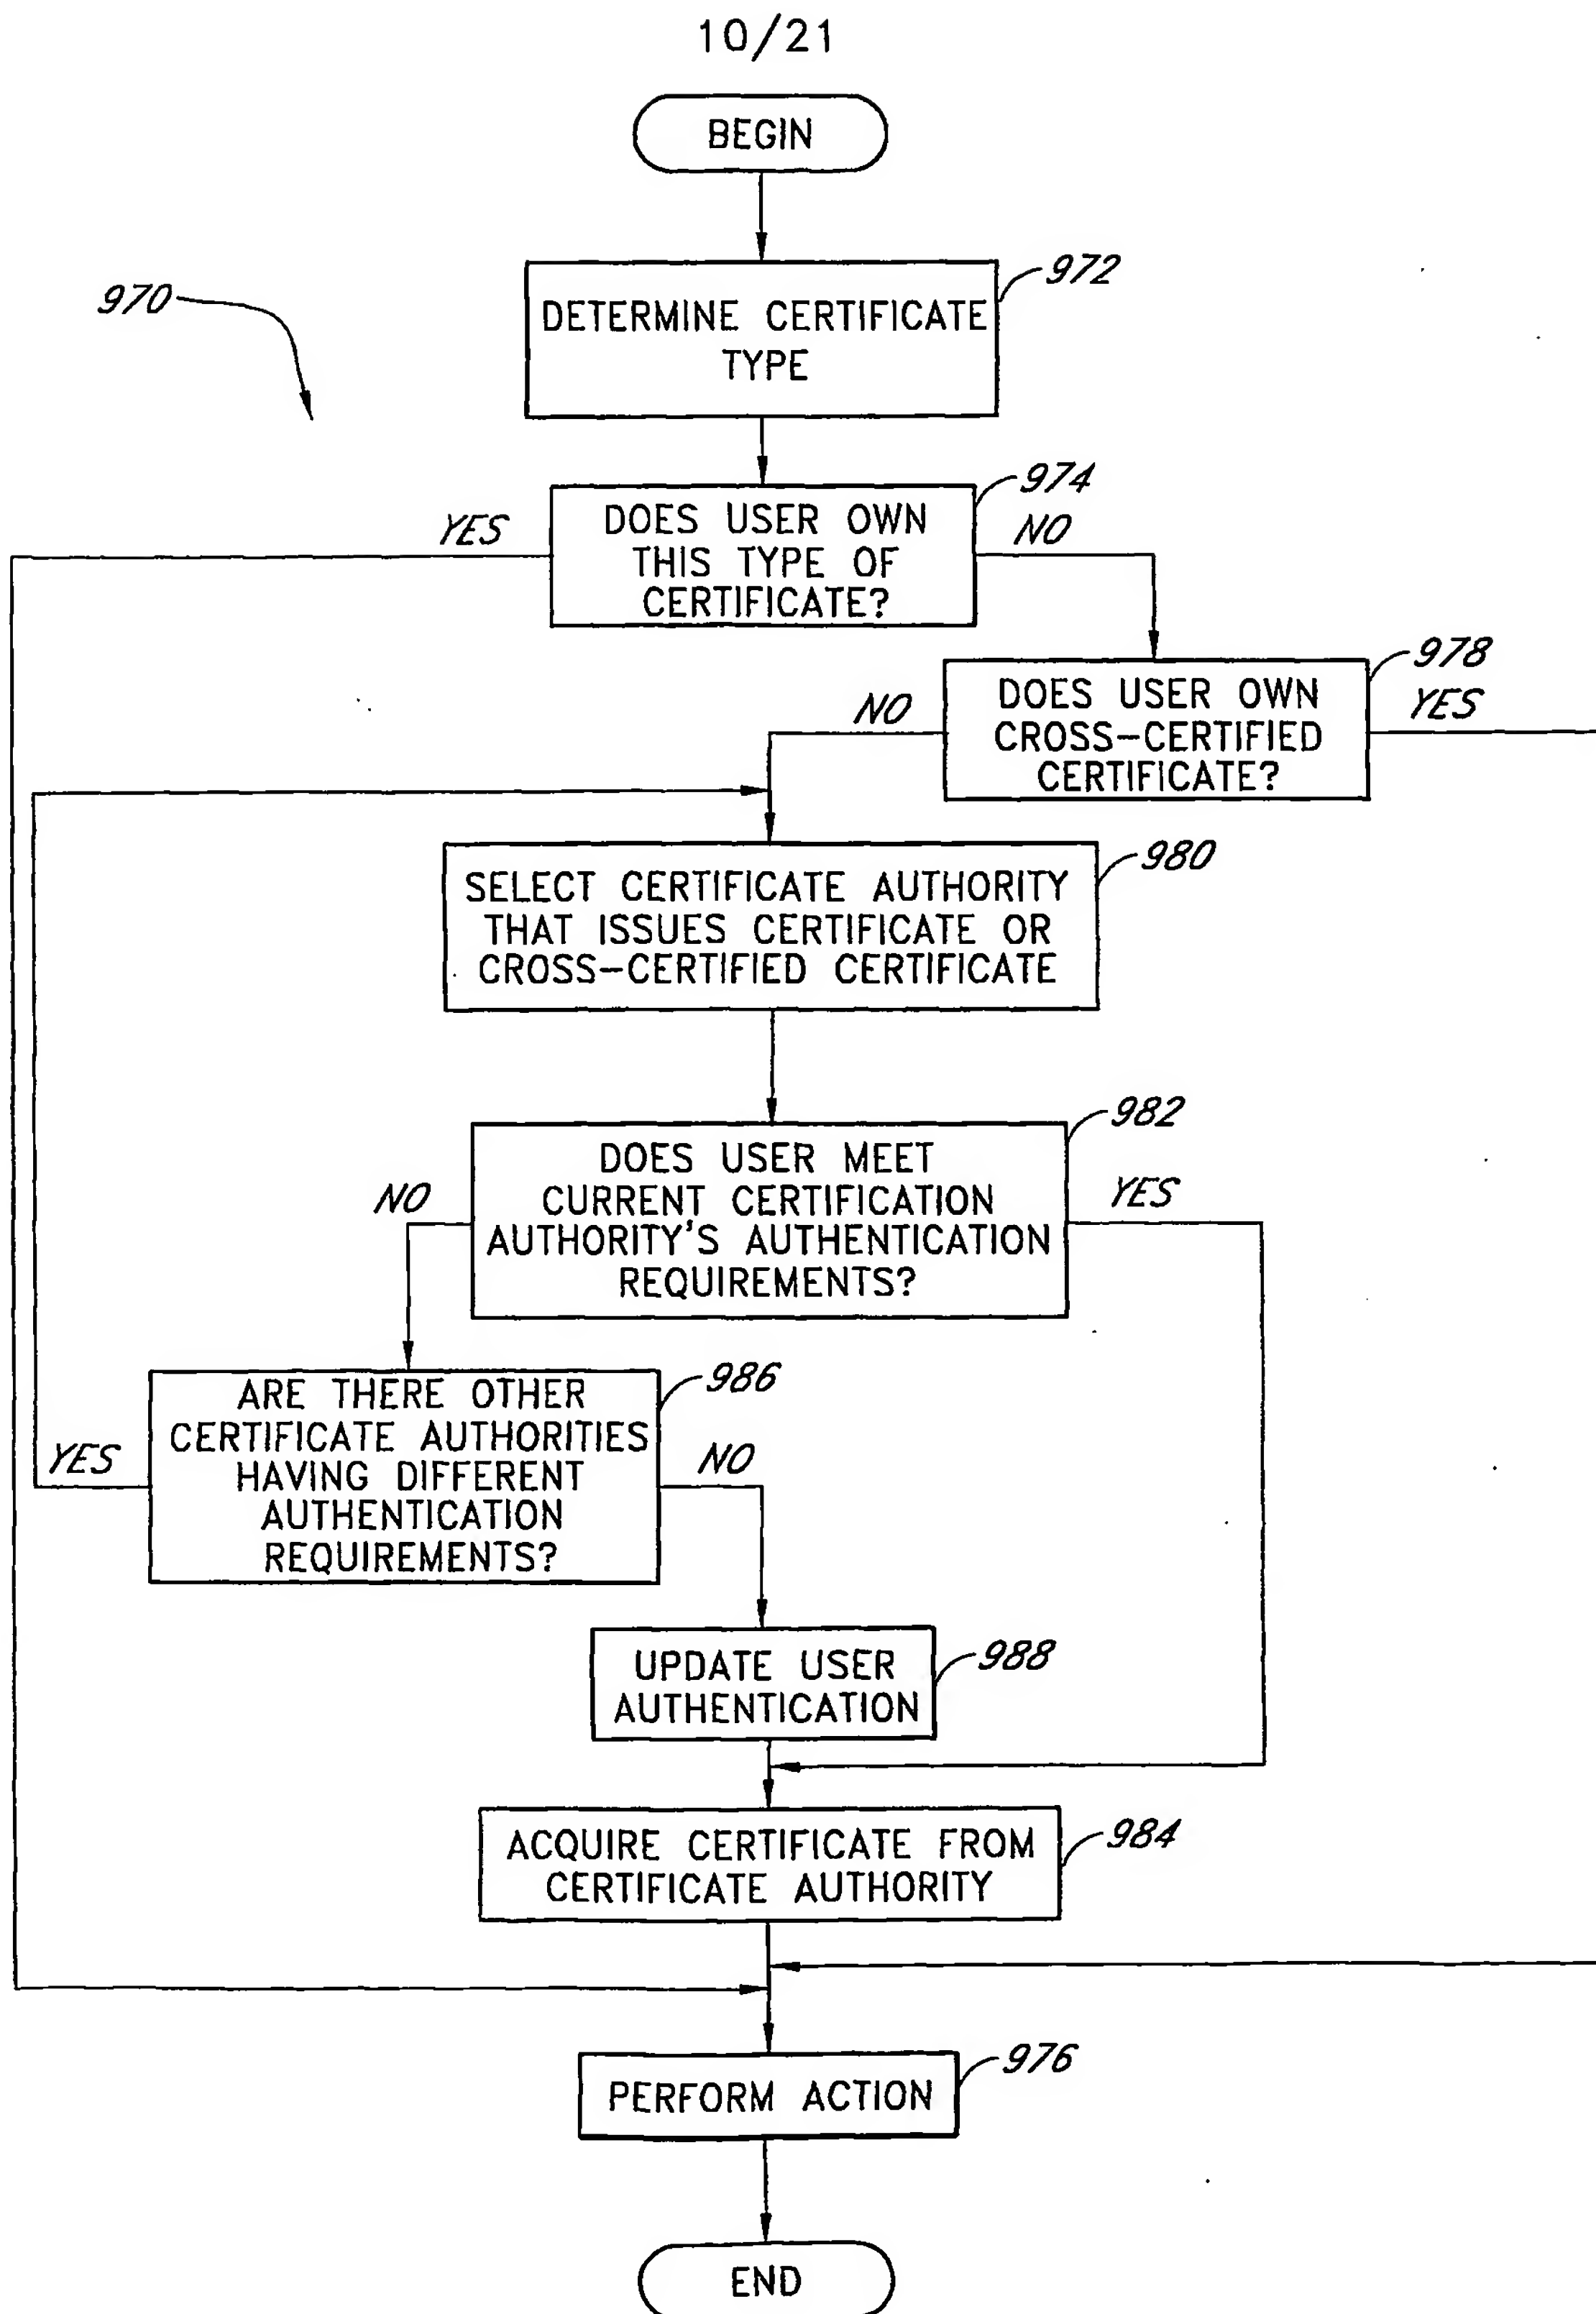 10/21
BEGIN
972
970
DETERMINE CERTIFICATE
TYPE
974
YES
DOES USER OWN
THIS TYPE OF
CERTIFICATE?
NO
978
NO
DOES USER OWN
CROSS-CERTIFIED
CERTIFICATE?
YES
980
SELECT CERTIFICATE AUTHORITY
THAT ISSUES CERTIFICATE OR
CROSS-CERTIFIED CERTIFICATE
982
NO
DOES USER MEET
CURRENT CERTIFICATION
AUTHORITY'S AUTHENTICATION
REQUIREMENTS?
YES
986
YES
ARE THERE OTHER
CERTIFICATE AUTHORITIES
HAVING DIFFERENT
AUTHENTICATION
REQUIREMENTS?
NO
988
UPDATE USER
AUTHENTICATION
984
ACQUIRE CERTIFICATE FROM
CERTIFICATE AUTHORITY
976
PERFORM ACTION
END